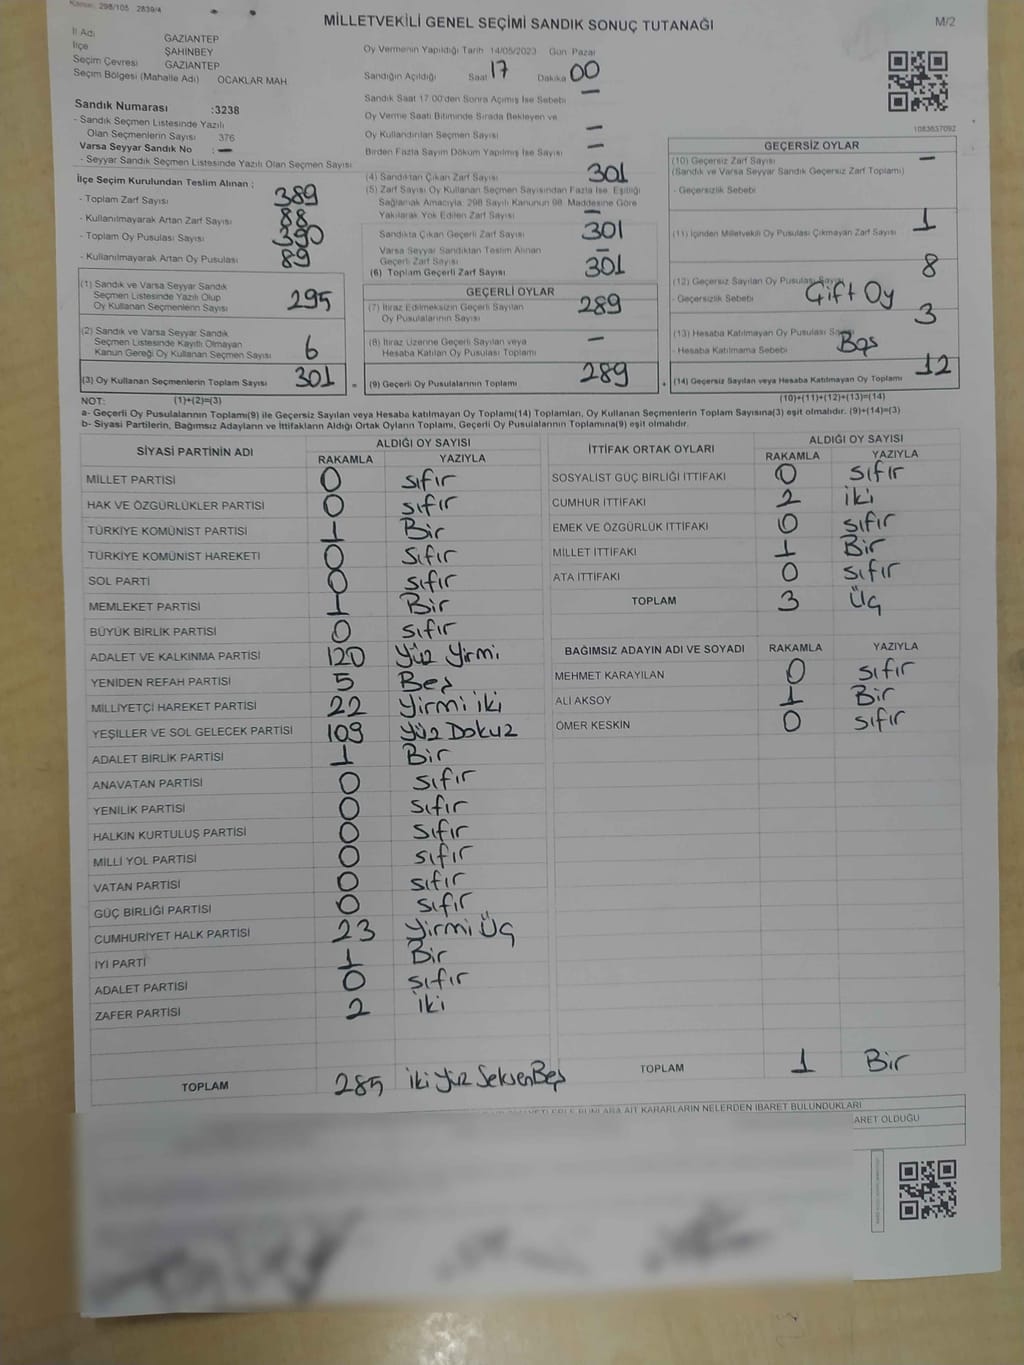 298/105 2839/4
MİLLETVEKİLİ GENEL SEÇİMİ SANDIK SONUÇ TUTANAĞI
M/2
İl Adı GAZİANTEP
İlçe ŞAHİNBEY
Seçim Çevresi GAZİANTEP
Seçim Bölgesi (Mahalle Adı) OCAKLAR MAH
Sandık Numarası :3238
- Sandık Seçmen Listesinde Yazılı
Olan Seçmenlerin Sayısı 376
Varsa Seyyar Sandık No : —
- Seyyar Sandık Seçmen Listesinde Yazılı Olan Seçmen Sayısı
İlçe Seçim Kurulundan Teslim Alınan ;
- Toplam Zarf Sayısı 389
- Kullanılmayarak Artan Zarf Sayısı 88
- Toplam Oy Pusulası Sayısı 390
- Kullanılmayarak Artan Oy Pusulası 89
(1) Sandık ve Varsa Seyyar Sandık
Seçmen Listesinde Yazılı Olup
Oy Kullanan Seçmenlerin Sayısı 295
(2) Sandık ve Varsa Seyyar Sandık
Seçmen Listesinde Kayıtlı Olmayan
Kanun Gereği Oy Kullanan Seçmen Sayısı 6
(3) Oy Kullanan Seçmenlerin Toplam Sayısı 301
Oy Vermenin Yapıldığı Tarih 14/05/2023 Gün Pazar
Sandığın Açıldığı Saat 17 Dakika 00
Sandık Saat 17:00'den Sonra Açımış İse Sebebi —
Oy Verme Saati Bitiminde Sırada Bekleyen ve
Oy Kullandırılan Seçmen Sayısı —
Birden Fazla Sayım Döküm Yapılmış İse Sayısı —
(4) Sandıktan Çıkan Zarf Sayısı 301
(5) Zarf Sayısı Oy Kullanan Seçmen Sayısından Fazla İse, Eşitliği
Sağlamak Amacıyla, 298 Sayılı Kanunun 98. Maddesine Göre
Yakılarak Yok Edilen Zarf Sayısı —
Sandıkta Çıkan Geçerli Zarf Sayısı 301
Varsa Seyyar Sandıktan Teslim Alınan
Geçerli Zarf Sayısı —
(6) Toplam Geçerli Zarf Sayısı 301
GEÇERLİ OYLAR
(7) İtiraz Edilmeksizin Geçerli Sayılan
Oy Pusulalarının Sayısı 289
(8) İtiraz Üzerine Geçerli Sayılan veya
Hesaba Katılan Oy Pusulası Toplamı —
= (9) Geçerli Oy Pusulalarının Toplamı 289
1083637092
GEÇERSİZ OYLAR
(10) Geçersiz Zarf Sayısı —
(Sandık ve Varsa Seyyar Sandık Geçersiz Zarf Toplamı)
- Geçersizlik Sebebi
(11) İçinden Milletvekili Oy Pusulası Çıkmayan Zarf Sayısı 1
(12) Geçersiz Sayılan Oy Pusulası Sayısı 8
- Geçersizlik Sebebi Çift Oy
(13) Hesaba Katılmayan Oy Pusulası Sayısı 3
- Hesaba Katılmama Sebebi Boş
+ (14) Geçersiz Sayılan veya Hesaba Katılmayan Oy Toplamı 12
NOT: (1)+(2)=(3) (10)+(11)+(12)+(13)=(14)
a- Geçerli Oy Pusulalarının Toplamı(9) ile Geçersiz Sayılan veya Hesaba katılmayan Oy Toplamı(14) Toplamları, Oy Kullanan Seçmenlerin Toplam Sayısına(3) eşit olmalıdır. (9)+(14)=(3)
b- Siyasi Partilerin, Bağımsız Adayların ve İttifakların Aldığı Ortak Oyların Toplamı, Geçerli Oy Pusulalarının Toplamına(9) eşit olmalıdır.
SİYASİ PARTİNİN ADI ALDIĞI OY SAYISI
RAKAMLA YAZIYLA
MİLLET PARTİSİ 0 sıfır
HAK VE ÖZGÜRLÜKLER PARTİSİ 0 sıfır
TÜRKİYE KOMÜNİST PARTİSİ 1 Bir
TÜRKİYE KOMÜNİST HAREKETİ 0 Sıfır
SOL PARTİ 0 sıfır
MEMLEKET PARTİSİ 1 Bir
BÜYÜK BİRLİK PARTİSİ 0 sıfır
ADALET VE KALKINMA PARTİSİ 120 Yüz Yirmi
YENİDEN REFAH PARTİSİ 5 Beş
MİLLİYETÇİ HAREKET PARTİSİ 22 Yirmi iki
YEŞİLLER VE SOL GELECEK PARTİSİ 109 Yüz Dokuz
ADALET BİRLİK PARTİSİ 1 Bir
ANAVATAN PARTİSİ 0 sıfır
YENİLİK PARTİSİ 0 sıfır
HALKIN KURTULUŞ PARTİSİ 0 sıfır
MİLLİ YOL PARTİSİ 0 sıfır
VATAN PARTİSİ 0 sıfır
GÜÇ BİRLİĞİ PARTİSİ 0 sıfır
CUMHURİYET HALK PARTİSİ 23 Yirmi Üç
İYİ PARTİ 1 Bir
ADALET PARTİSİ 0 sıfır
ZAFER PARTİSİ 2 iki
TOPLAM 285 iki Yüz SeksenBeş
İTTİFAK ORTAK OYLARI ALDIĞI OY SAYISI
RAKAMLA YAZIYLA
SOSYALİST GÜÇ BİRLİĞİ İTTİFAKI 0 sıfır
CUMHUR İTTİFAKI 2 iki
EMEK VE ÖZGÜRLÜK İTTİFAKI 0 sıfır
MİLLET İTTİFAKI 1 Bir
ATA İTTİFAKI 0 sıfır
TOPLAM 3 Üç
BAĞIMSIZ ADAYIN ADI VE SOYADI RAKAMLA YAZIYLA
MEHMET KARAYILAN 0 sıfır
ALİ AKSOY 1 Bir
ÖMER KESKİN 0 sıfır
TOPLAM 1 Bir
BUNLARA AİT KARARLARIN NELERDEN İBARET BULUNDUKLARI
ARET OLDUĞU